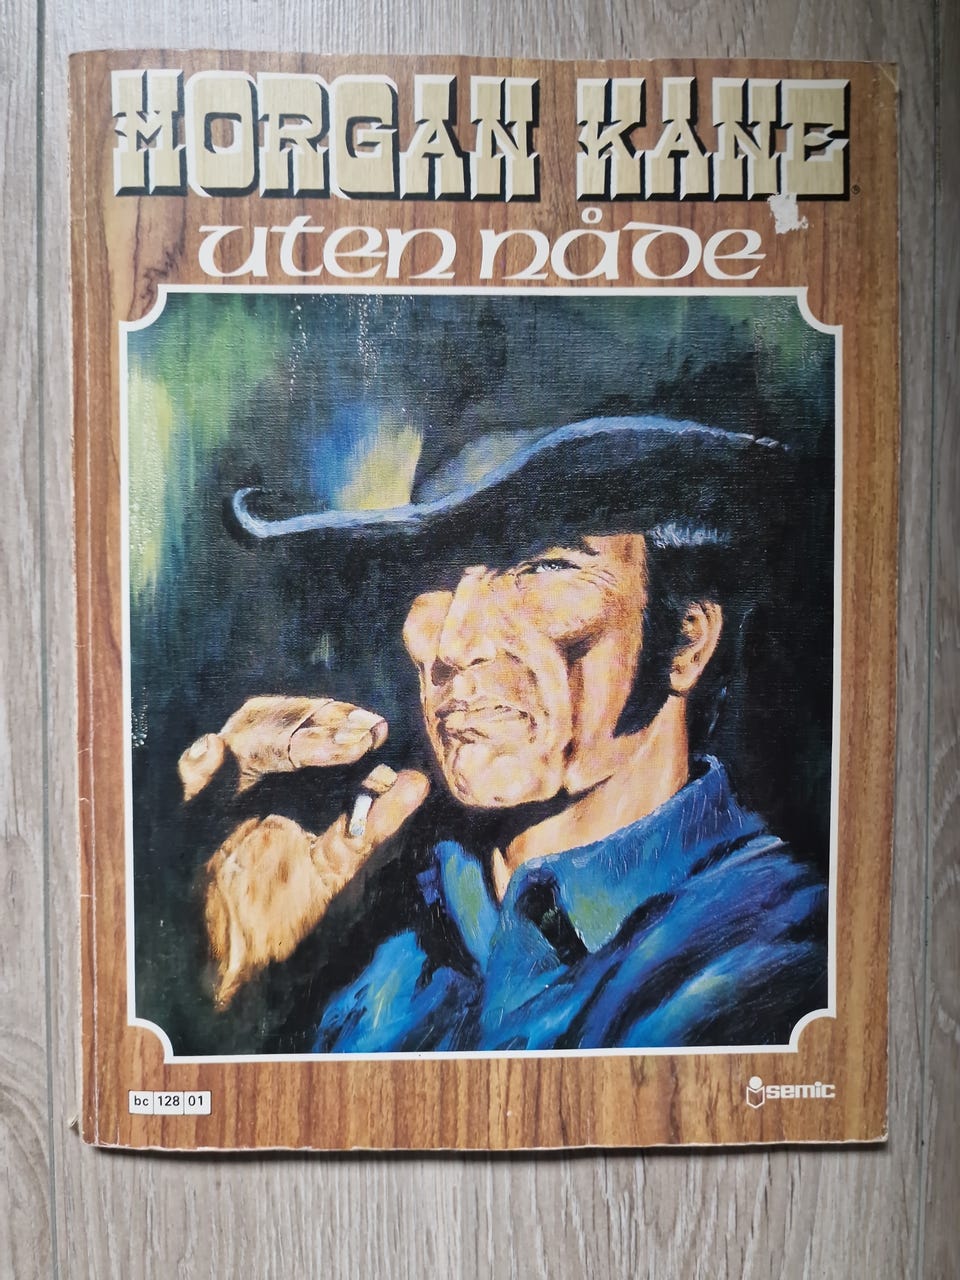 MORGAN KANE®
uten nåde
bc 128 01
semic